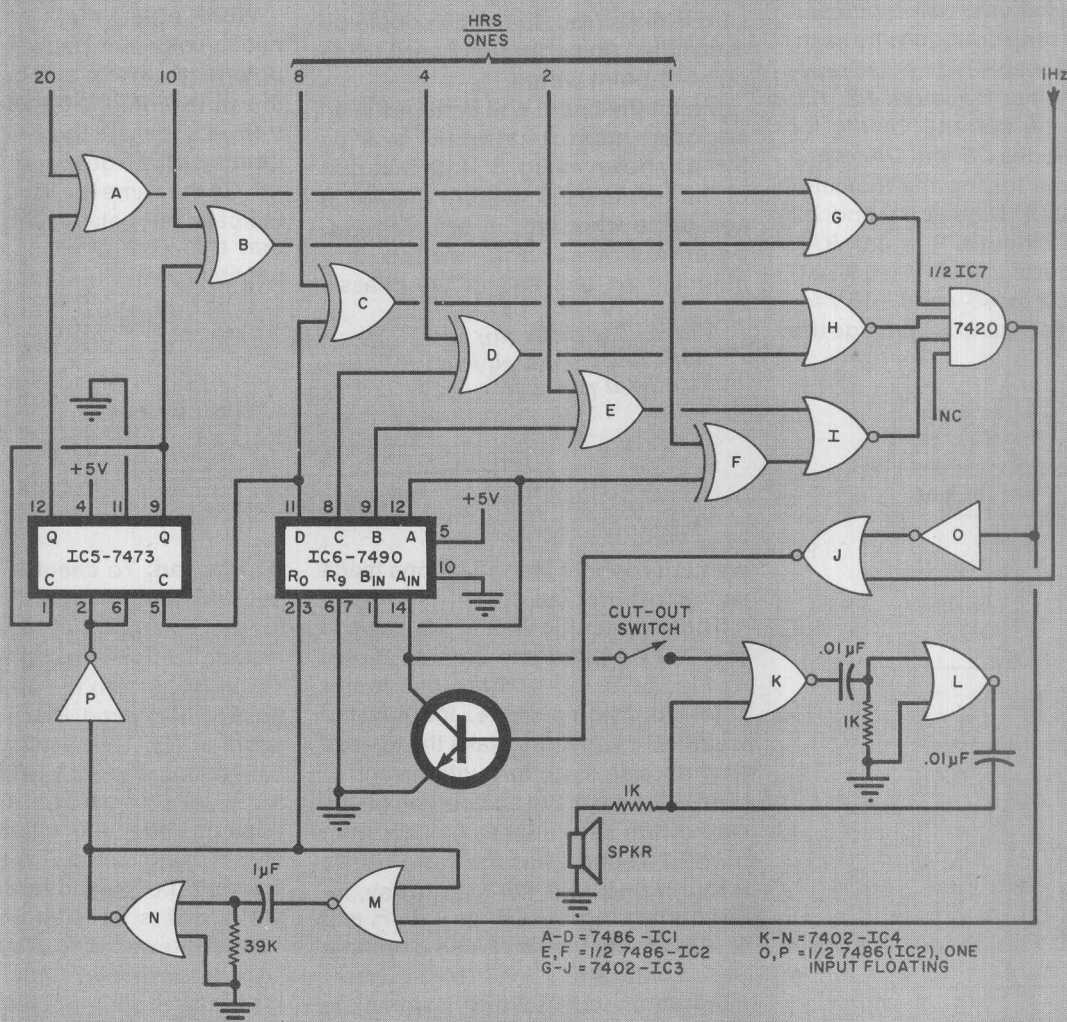 HRS
ONES
20 10 8 4 2 1 1Hz
A
B
C
D
E
F
G
H
I
1/2 IC7
7420
NC
+5V
12 4 11 9
Q Q
IC5-7473
C C
1 2 6 5
11 8 9 12
D C B A
IC6-7490
R0 R9 BIN AIN
2 3 6 7 1 14
+5V
5
10
J
O
CUT-OUT
SWITCH
K
.01µF
1K
L
.01µF
P
1K
SPKR
1µF
N
39K
M
A-D = 7486-IC1
E,F = 1/2 7486-IC2
G-J = 7402-IC3
K-N = 7402-IC4
O,P = 1/2 7486(IC2), ONE
INPUT FLOATING